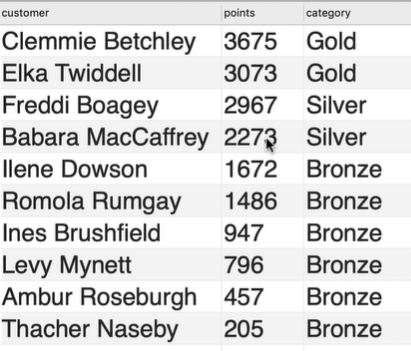 customer points category
Clemmie Betchley 3675 Gold
Elka Twiddell 3073 Gold
Freddi Boagey 2967 Silver
Babara MacCaffrey 2273 Silver
Ilene Dowson 1672 Bronze
Romola Rumgay 1486 Bronze
Ines Brushfield 947 Bronze
Levy Mynett 796 Bronze
Ambur Roseburgh 457 Bronze
Thacher Naseby 205 Bronze